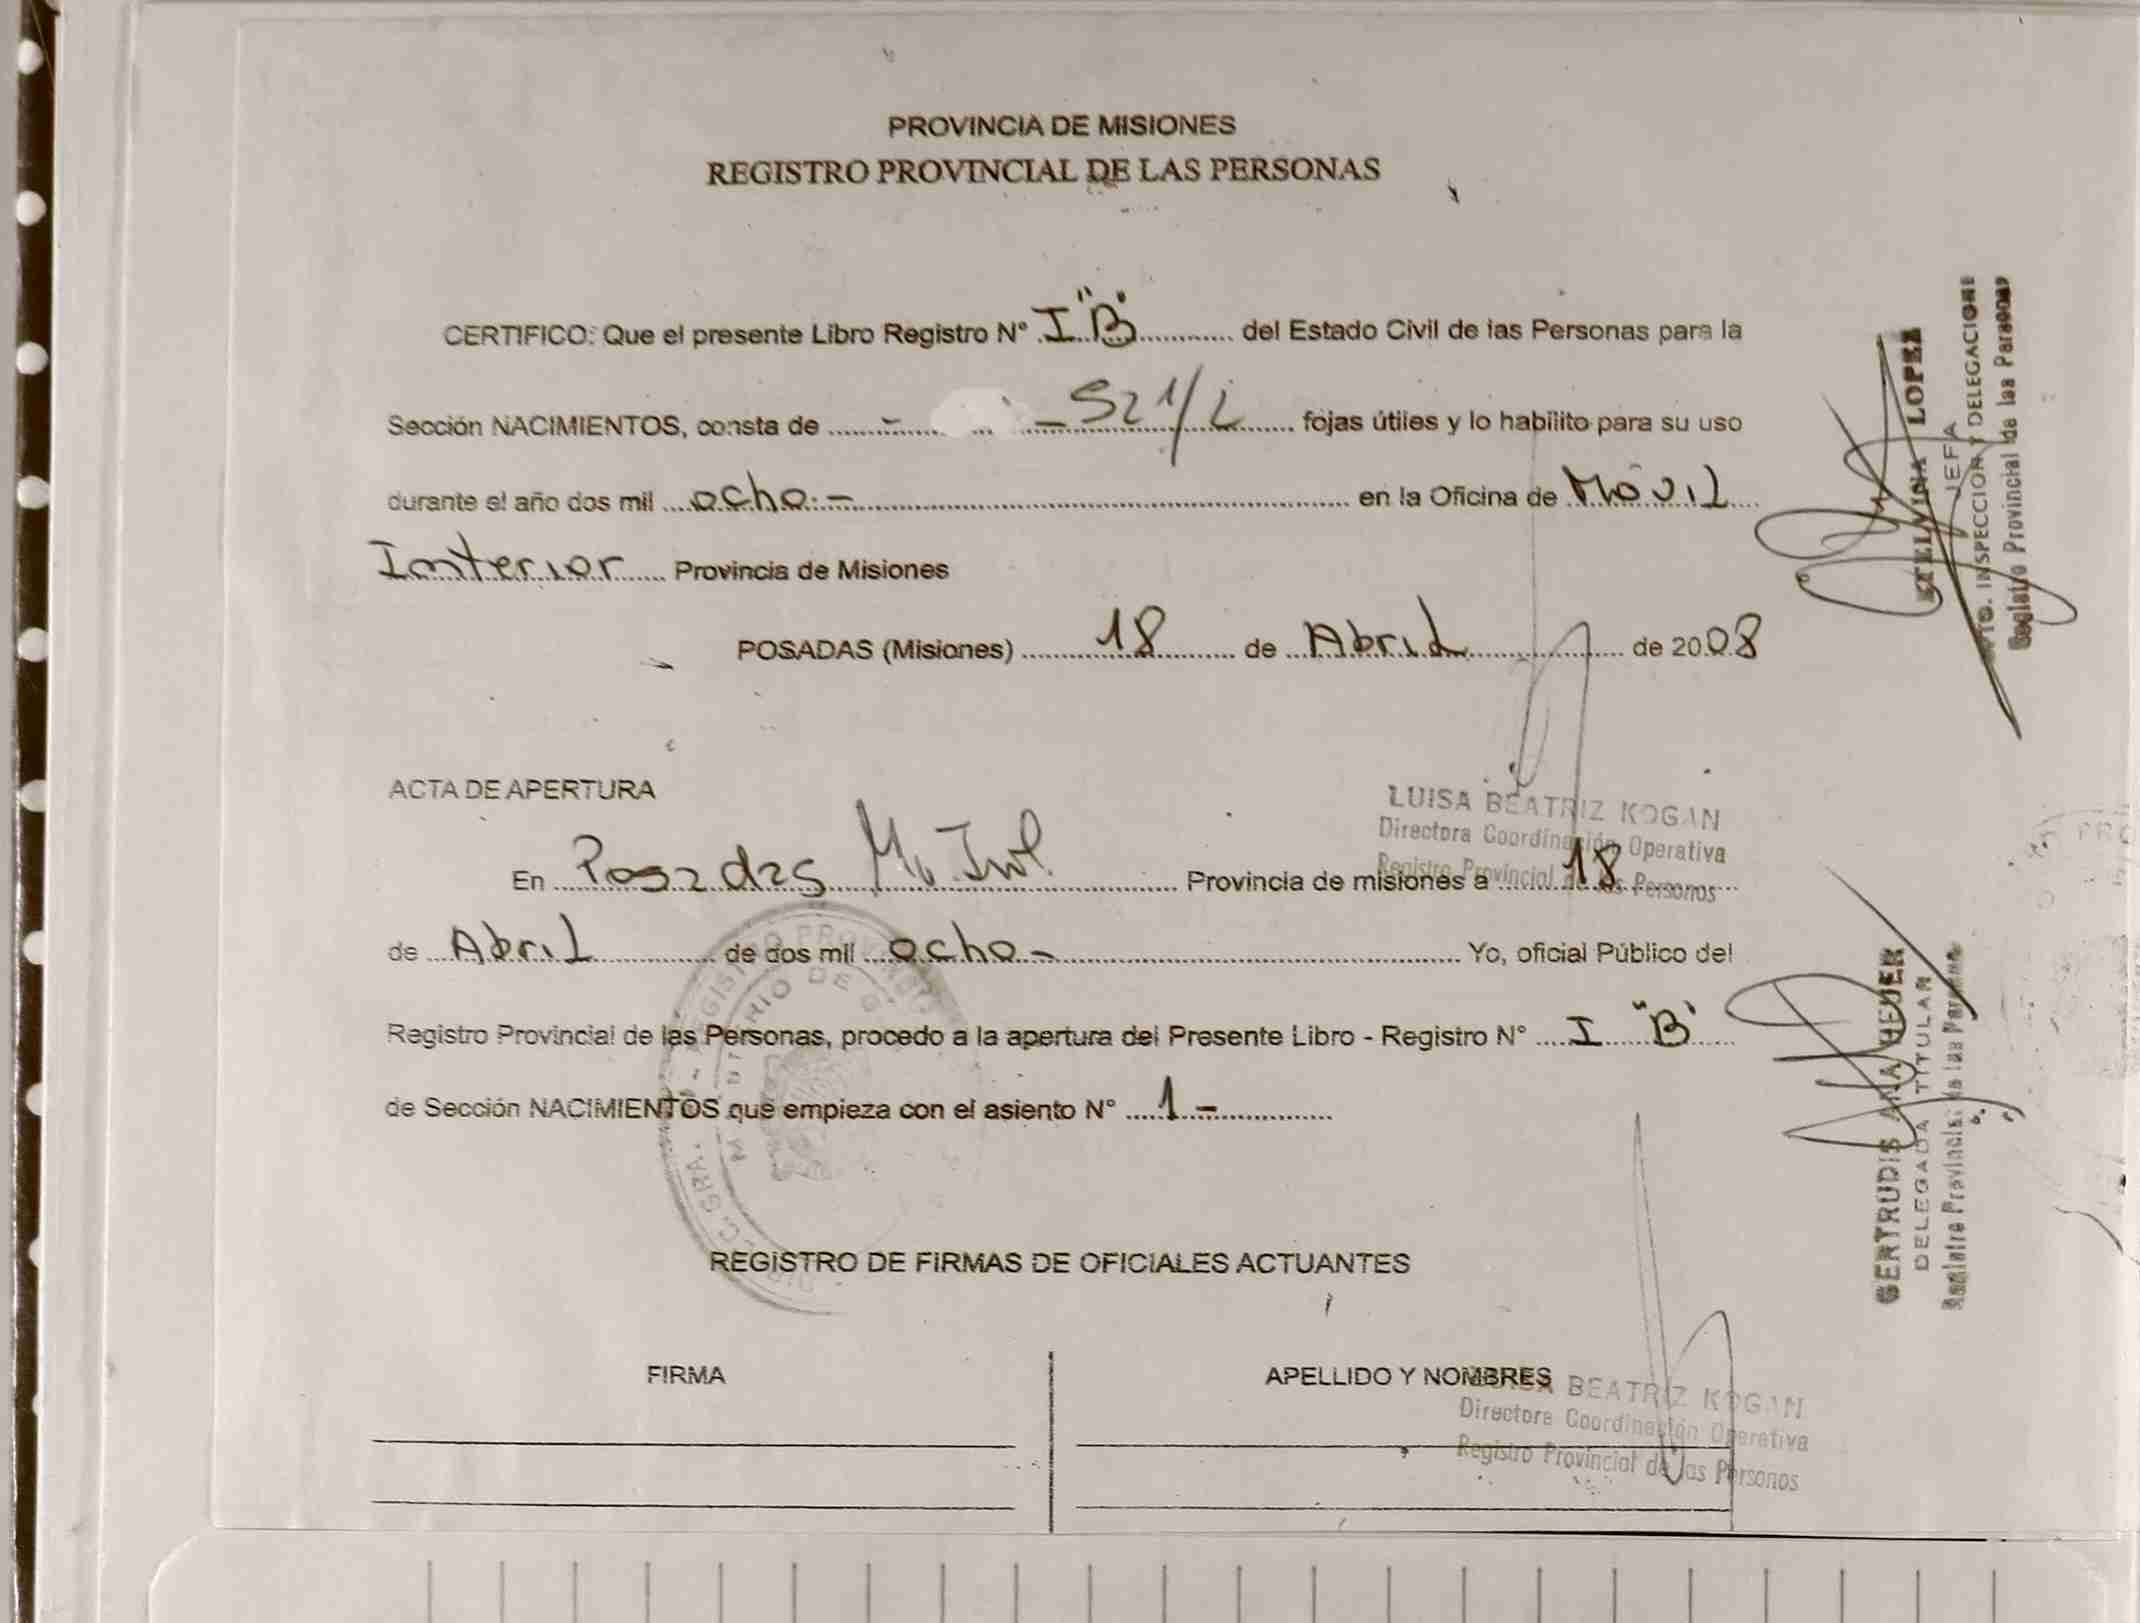 PROVINCIA DE MISIONES
REGISTRO PROVINCIAL DE LAS PERSONAS
CERTIFICO: Que el presente Libro Registro N° I "B" del Estado Civil de las Personas para la
Sección NACIMIENTOS, consta de - - S21/L fojas útiles y lo habilito para su uso
durante el año dos mil ocho.- en la Oficina de Móvil
Interior Provincia de Misiones
POSADAS (Misiones) 18 de Abril de 2008
ETELVINA LOPEZ
JEFA
DPTO. INSPECCION Y DELEGACIONES
Registro Provincial de las Personas
LUISA BEATRIZ KOGAN
Directora Coordinación Operativa
Registro Provincial de las Personas
ACTA DE APERTURA
En Posadas M. Int. Provincia de misiones a 18
de Abril de dos mil ocho- Yo, oficial Público del
Registro Provincial de las Personas, procedo a la apertura del Presente Libro - Registro N° I "B"
de Sección NACIMIENTOS que empieza con el asiento N° 1-
GERTRUDIS ANA HEUER
DELEGADA TITULAR
Registro Provincial de las Personas
REGISTRO DE FIRMAS DE OFICIALES ACTUANTES
FIRMA APELLIDO Y NOMBRES
BEATRIZ KOGAN
Directora Coordinación Operativa
Registro Provincial de las Personas